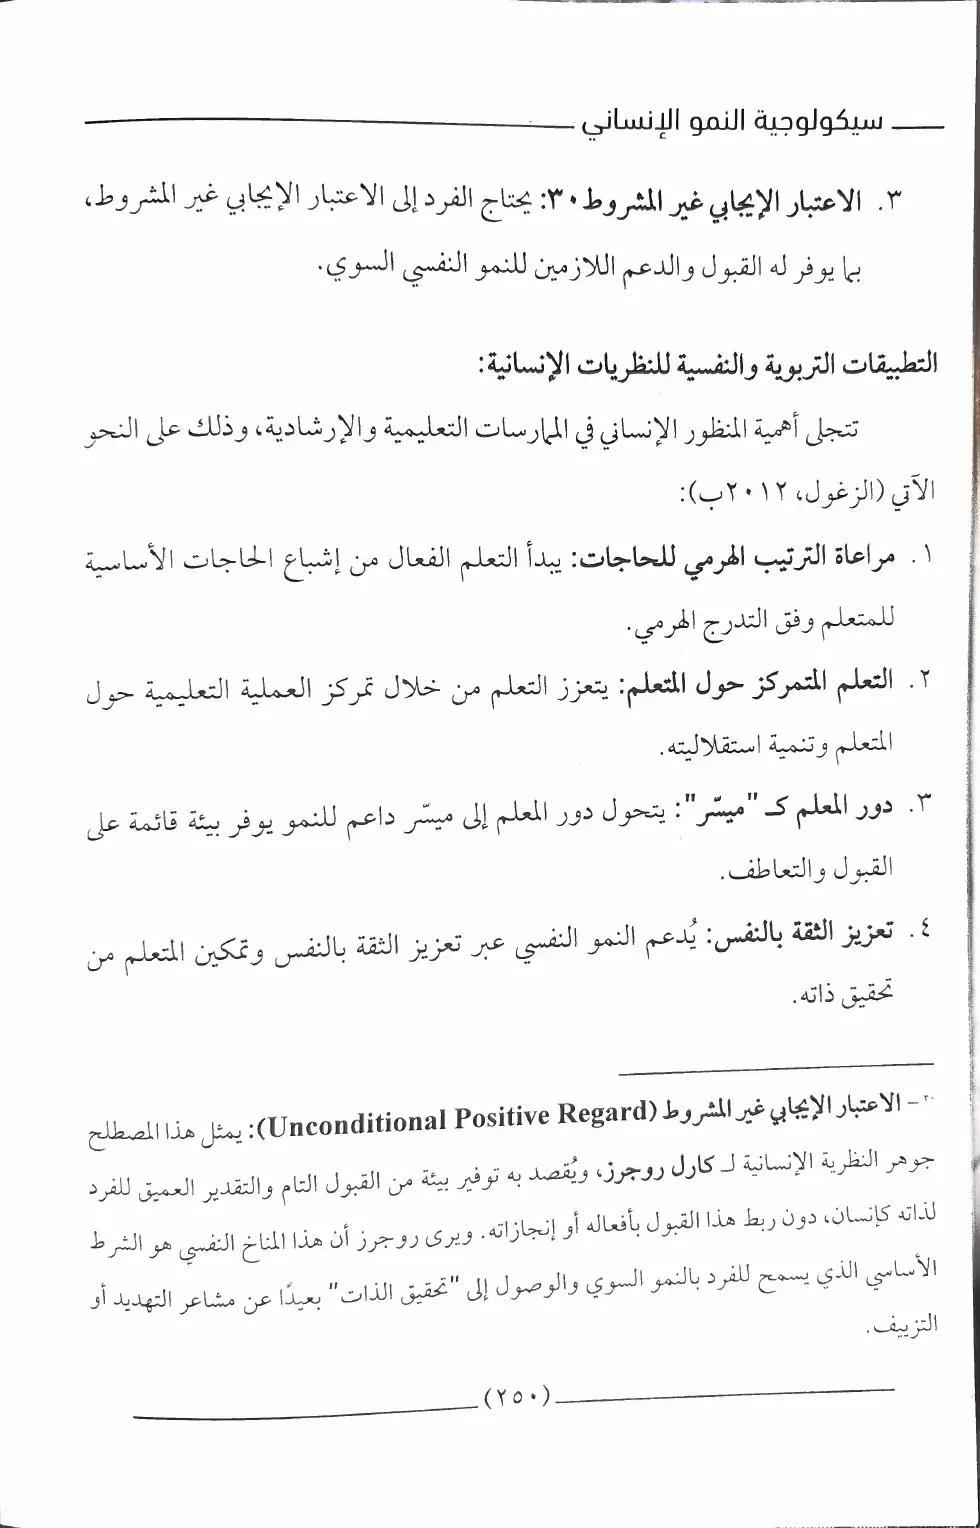 سيكولوجية النمو الإنساني
٣. الاعتبار الإيجابي غير المشروط٣٠: يحتاج الفرد إلى الاعتبار الإيجابي غير المشروط،
بما يوفر له القبول والدعم اللازمين للنمو النفسي السوي.
التطبيقات التربوية والنفسية للنظريات الإنسانية:
تتجلى أهمية المنظور الإنساني في الممارسات التعليمية والإرشادية، وذلك على النحو
الآتي (الزغول، ٢٠١٢ب):
١. مراعاة الترتيب الهرمي للحاجات: يبدأ التعلم الفعال من إشباع الحاجات الأساسية
للمتعلم وفق التدرج الهرمي.
٢. التعلم المتمركز حول المتعلم: يتعزز التعلم من خلال تمركز العملية التعليمية حول
المتعلم وتنمية استقلاليته.
٣. دور المعلم كـ "ميسّر": يتحول دور المعلم إلى ميسّر داعم للنمو يوفر بيئة قائمة على
القبول والتعاطف.
٤. تعزيز الثقة بالنفس: يُدعم النمو النفسي عبر تعزيز الثقة بالنفس وتمكين المتعلم من
تحقيق ذاته.
٣٠ – الاعتبار الإيجابي غير المشروط (Unconditional Positive Regard): يمثل هذا المصطلح
جوهر النظرية الإنسانية لـ كارل روجرز، ويُقصد به توفير بيئة من القبول التام والتقدير العميق للفرد
لذاته كإنسان، دون ربط هذا القبول بأفعاله أو إنجازاته. ويرى روجرز أن هذا المناخ النفسي هو الشرط
الأساسي الذي يسمح للفرد بالنمو السوي والوصول إلى "تحقيق الذات" بعيدًا عن مشاعر التهديد أو
التزييف.
(٢٥٠)